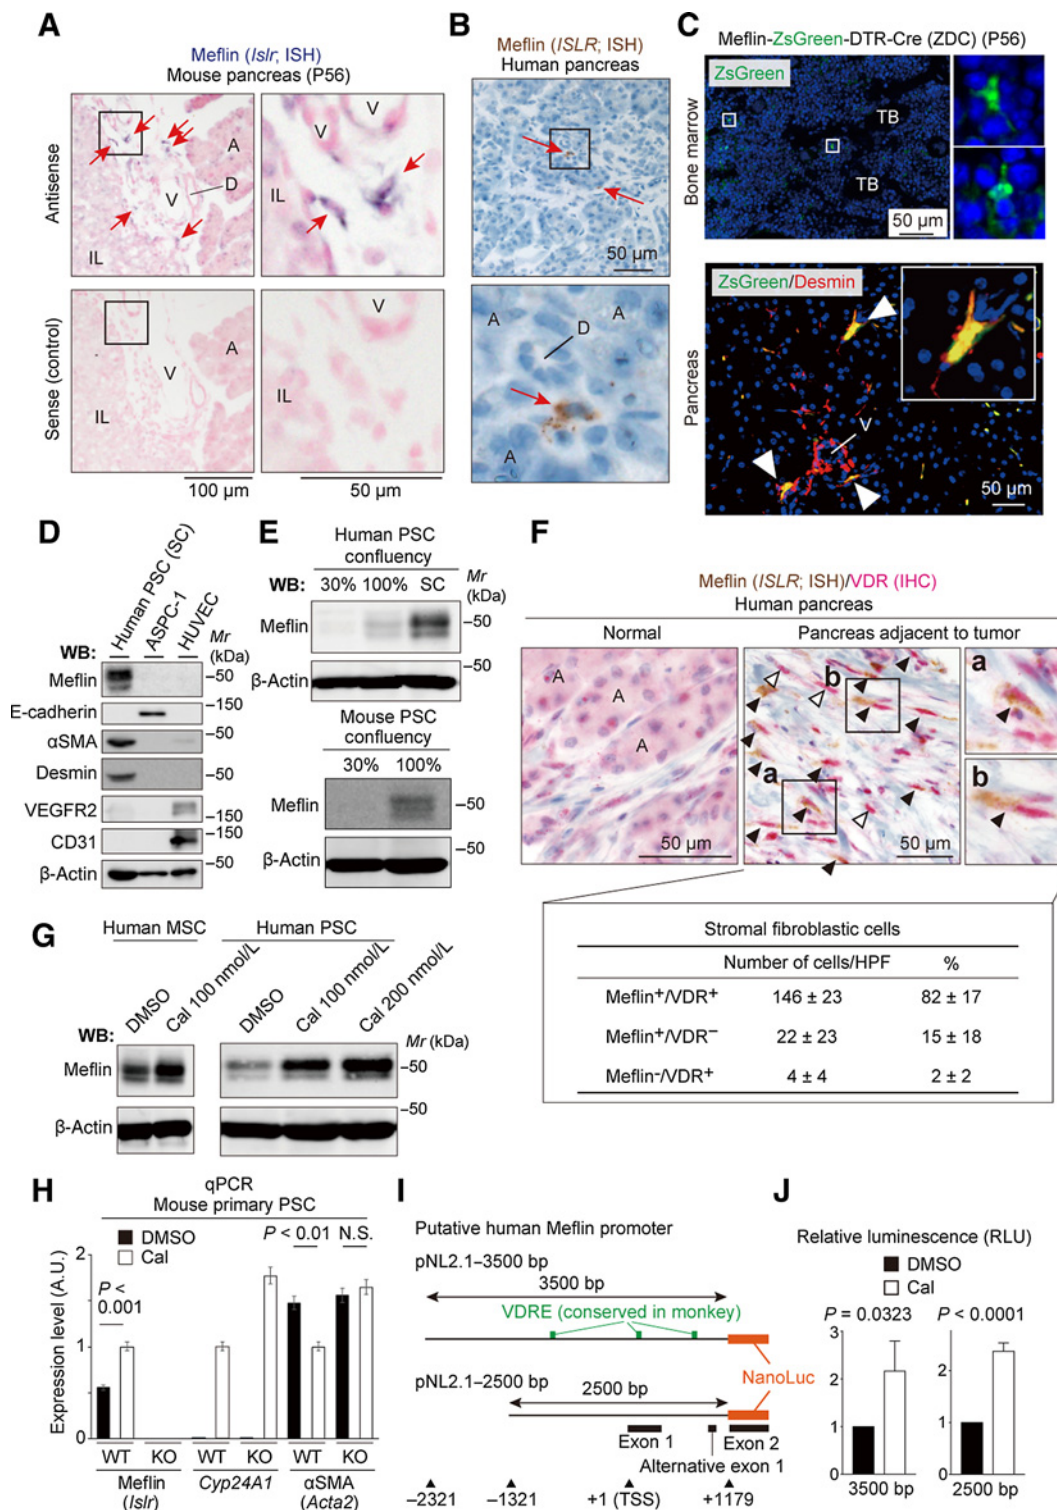 A
Meflin (Islr; ISH)
Mouse pancreas (P56)
Antisense
V
A
D
V
IL
V
IL
Sense (control)
V
A
IL
V
IL
100 µm
50 µm
B
Meflin (ISLR; ISH)
Human pancreas
50 µm
A
D
A
A
A
C
Meflin-ZsGreen-DTR-Cre (ZDC) (P56)
ZsGreen
Bone marrow
TB
TB
50 µm
ZsGreen/Desmin
Pancreas
V
50 µm
D
WB:
Human PSC (SC)
ASPC-1
HUVEC
Mr
(kDa)
Meflin
–50
E-cadherin
–150
αSMA
–50
Desmin
–50
VEGFR2
–150
CD31
–150
β-Actin
–50
E
Human PSC
confluency
WB: 30% 100% SC
Mr
(kDa)
Meflin
–50
β-Actin
–50
Mouse PSC
confluency
30% 100%
Meflin
–50
β-Actin
–50
F
Meflin (ISLR; ISH)/VDR (IHC)
Human pancreas
Normal
Pancreas adjacent to tumor
A
A
A
A
50 µm
b
a
50 µm
a
b
Stromal fibroblastic cells
Number of cells/HPF %
Meflin⁺/VDR⁺ 146 ± 23 82 ± 17
Meflin⁺/VDR⁻ 22 ± 23 15 ± 18
Meflin⁻/VDR⁺ 4 ± 4 2 ± 2
G
Human MSC
Human PSC
WB:
DMSO
Cal 100 nmol/L
DMSO
Cal 100 nmol/L
Cal 200 nmol/L
Mr (kDa)
Meflin
–50
β-Actin
–50
H
qPCR
Mouse primary PSC
DMSO
Cal
P < 0.01
N.S.
P <
0.001
Expression level (A.U.)
2
1
0
WT KO WT KO WT KO
Meflin
(Islr)
Cyp24A1
αSMA
(Acta2)
I
Putative human Meflin promoter
pNL2.1–3500 bp
3500 bp
VDRE (conserved in monkey)
pNL2.1–2500 bp
2500 bp
NanoLuc
Exon 1
Exon 2
Alternative exon 1
–2321
–1321
+1 (TSS)
+1179
J
Relative luminescence (RLU)
DMSO
Cal
P = 0.0323
P < 0.0001
3
2
1
0
3500 bp
2
1
0
2500 bp